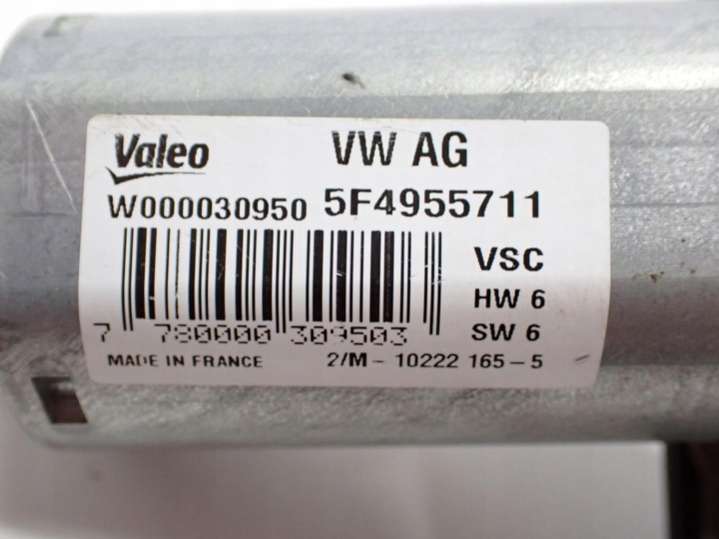 Valeo VW AG
W000030950 5F4955711
VSC
HW 6
7 780000 309503 SW 6
MADE IN FRANCE 2/M - 10222 165 - 5